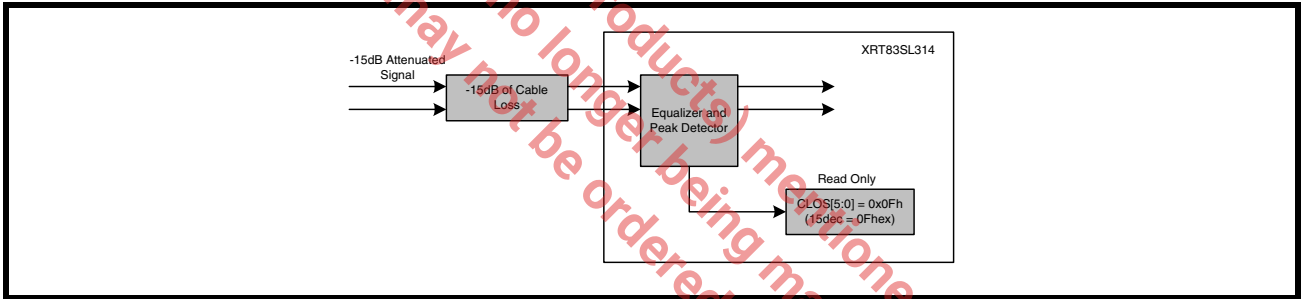 XRT83SL314
-15dB Attenuated
Signal
-15dB of Cable
Loss
Equalizer and
Peak Detector
Read Only
CLOS[5:0] = 0x0Fh
(15dec = 0Fhex)
roducts) mentione
no longer being ma
may not be ordered